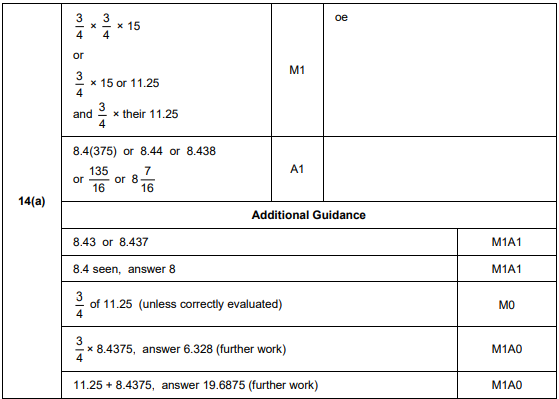 14(a)
3/4 × 3/4 × 15
or
3/4 × 15 or 11.25
and 3/4 × their 11.25
M1
oe
8.4(375) or 8.44 or 8.438
or 135/16 or 8 7/16
A1
Additional Guidance
8.43 or 8.437 M1A1
8.4 seen, answer 8 M1A1
3/4 of 11.25 (unless correctly evaluated) M0
3/4 × 8.4375, answer 6.328 (further work) M1A0
11.25 + 8.4375, answer 19.6875 (further work) M1A0